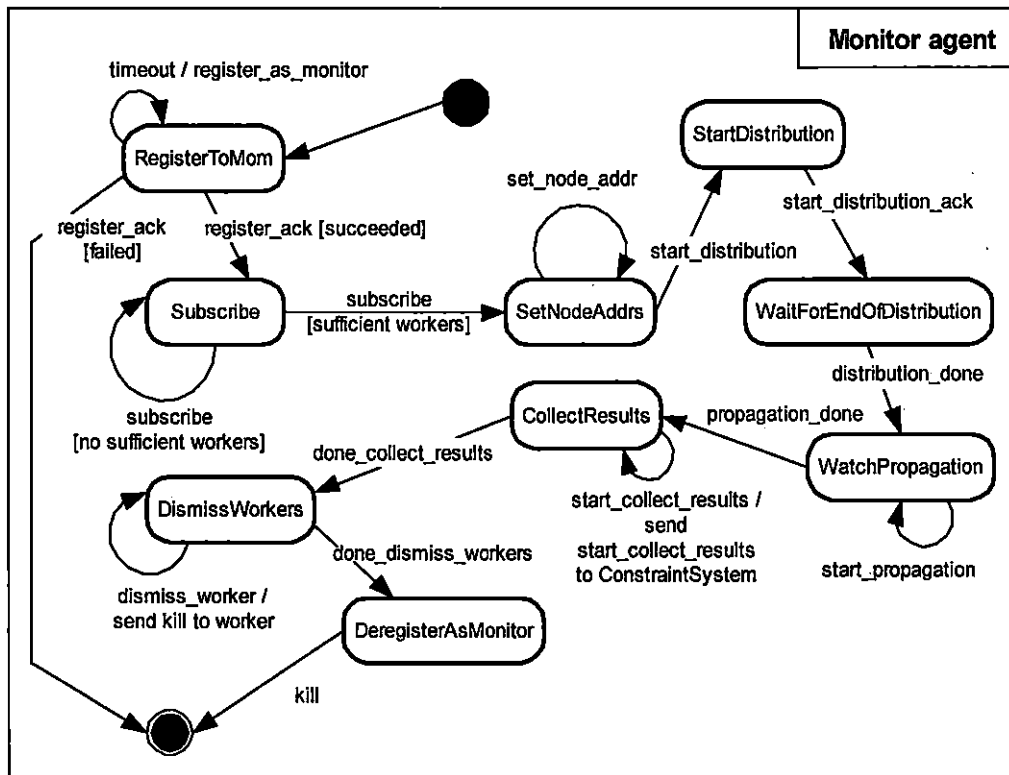 Monitor agent
timeout / register_as_monitor
RegisterToMom
StartDistribution
set_node_addr
register_ack
[failed]
register_ack [succeeded]
start_distribution
start_distribution_ack
Subscribe
subscribe
[sufficient workers]
SetNodeAddrs
WaitForEndOfDistribution
distribution_done
subscribe
[no sufficient workers]
CollectResults
propagation_done
done_collect_results
WatchPropagation
DismissWorkers
start_collect_results /
send
start_collect_results
to ConstraintSystem
start_propagation
done_dismiss_workers
dismiss_worker /
send kill to worker
DeregisterAsMonitor
kill